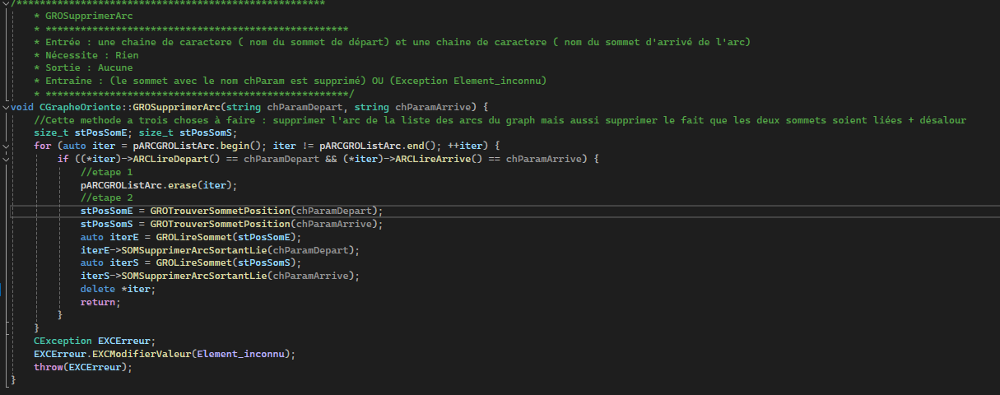 /*****************************************************
* GROSupprimerArc
* ****************************************************
* Entrée : une chaine de caractere ( nom du sommet de départ) et une chaine de caractere ( nom du sommet d'arrivé de l'arc)
* Nécessite : Rien
* Sortie : Aucune
* Entraîne : (le sommet avec le nom chParam est supprimé) OU (Exception Element_inconnu)
* ****************************************************/
void CGrapheOriente::GROSupprimerArc(string chParamDepart, string chParamArrive) {
//Cette methode a trois choses à faire : supprimer l'arc de la liste des arcs du graph mais aussi supprimer le fait que les deux sommets soient liées + désalour
size_t stPosSomE; size_t stPosSomS;
for (auto iter = pARCGROListArc.begin(); iter != pARCGROListArc.end(); ++iter) {
if ((*iter)->ARCLireDepart() == chParamDepart && (*iter)->ARCLireArrive() == chParamArrive) {
//etape 1
pARCGROListArc.erase(iter);
//etape 2
stPosSomE = GROTrouverSommetPosition(chParamDepart);
stPosSomS = GROTrouverSommetPosition(chParamArrive);
auto iterE = GROLireSommet(stPosSomE);
iterE->SOMSupprimerArcSortantLie(chParamDepart);
auto iterS = GROLireSommet(stPosSomS);
iterS->SOMSupprimerArcSortantLie(chParamArrive);
delete *iter;
return;
}
}
CException EXCErreur;
EXCErreur.EXCModifierValeur(Element_inconnu);
throw(EXCErreur);
}